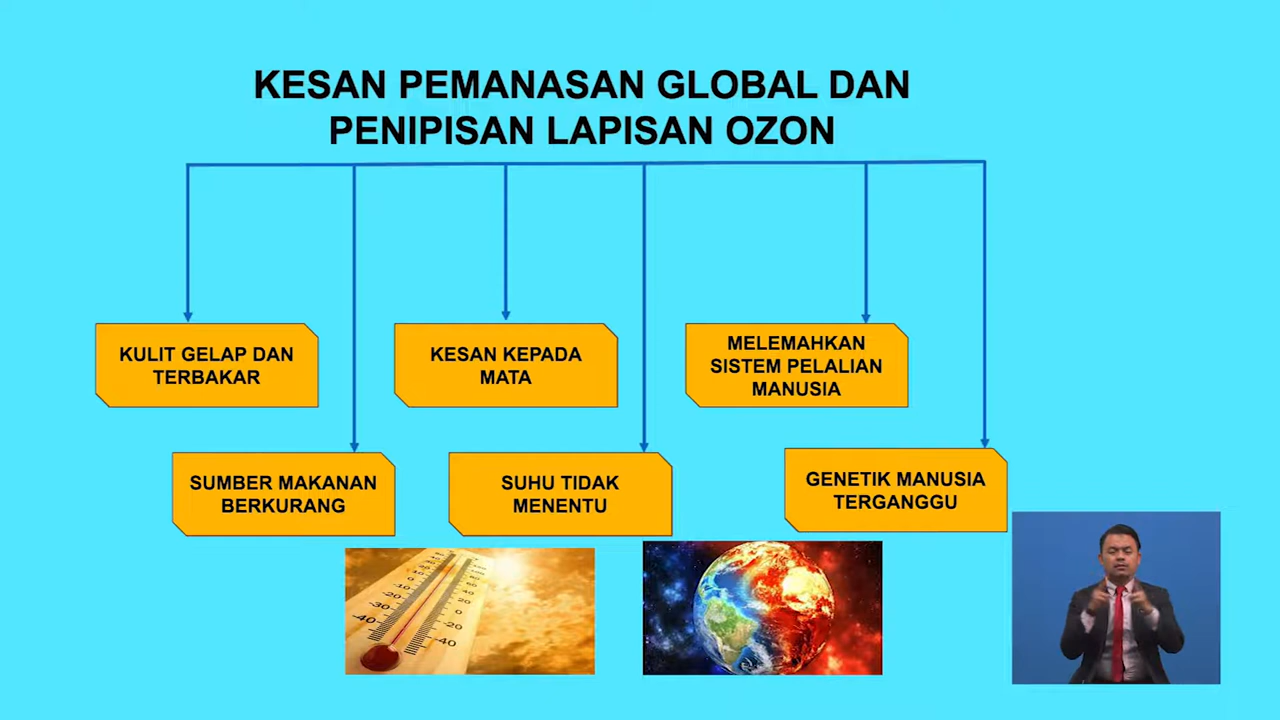 KESAN PEMANASAN GLOBAL DAN
PENIPISAN LAPISAN OZON
KULIT GELAP DAN
TERBAKAR
KESAN KEPADA
MATA
MELEMAHKAN
SISTEM PELALIAN
MANUSIA
SUMBER MAKANAN
BERKURANG
SUHU TIDAK
MENENTU
GENETIK MANUSIA
TERGANGGU